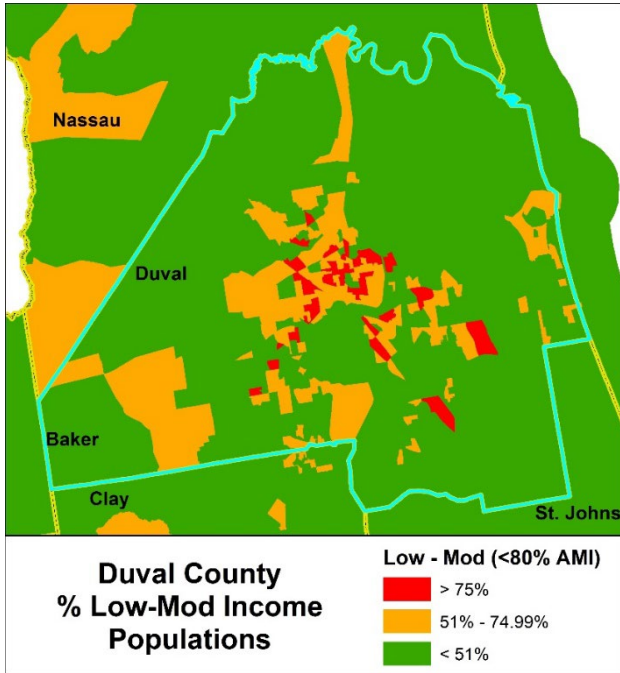 Nassau
Duval
Baker
Clay
St. Johns
Duval County
% Low-Mod Income
Populations
Low - Mod (<80% AMI)
> 75%
51% - 74.99%
< 51%